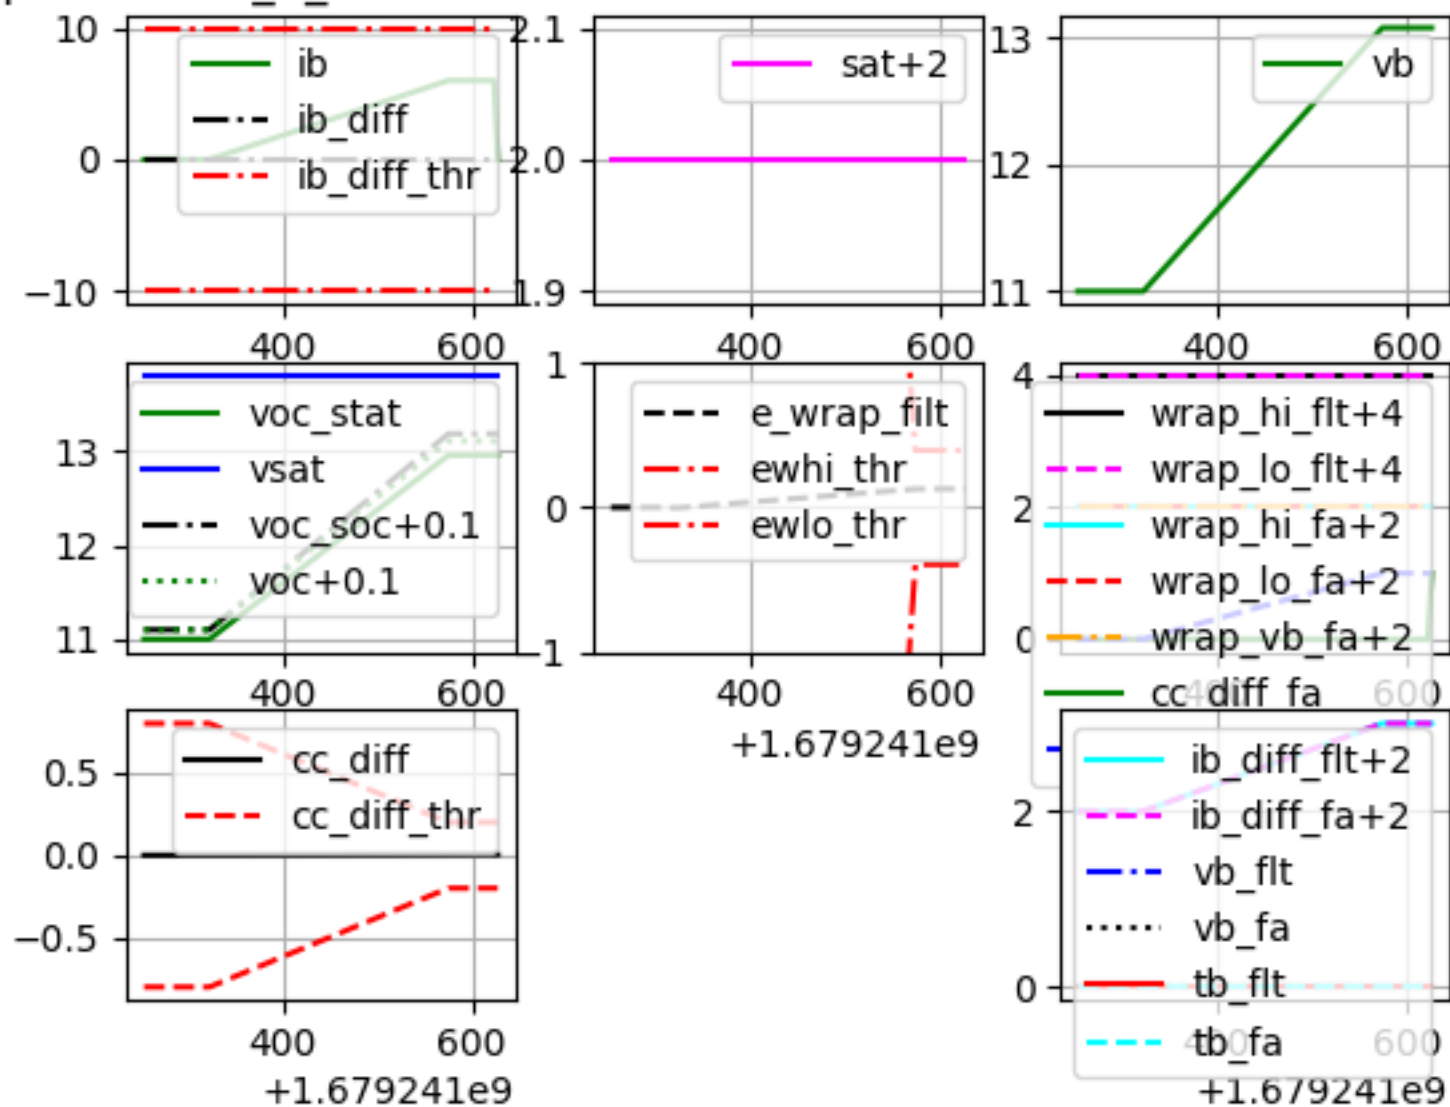 10
0
−10
ib
ib_diff
ib_diff_thr
400 600
2.1
2.0
1.9
sat+2
400 600
13
12
11
vb
400 600
13
12
11
voc_stat
vsat
voc_soc+0.1
voc+0.1
400 600
1
0
−1
e_wrap_filt
ewhi_thr
ewlo_thr
400 600
+1.679241e9
4
2
0
wrap_hi_flt+4
wrap_lo_flt+4
wrap_hi_fa+2
wrap_lo_fa+2
wrap_vb_fa+2
cc_diff_fa
400 600
0.5
0.0
−0.5
cc_diff
cc_diff_thr
400 600
+1.679241e9
2
0
ib_diff_flt+2
ib_diff_fa+2
vb_flt
vb_fa
tb_flt
tb_fa
400 600
+1.679241e9